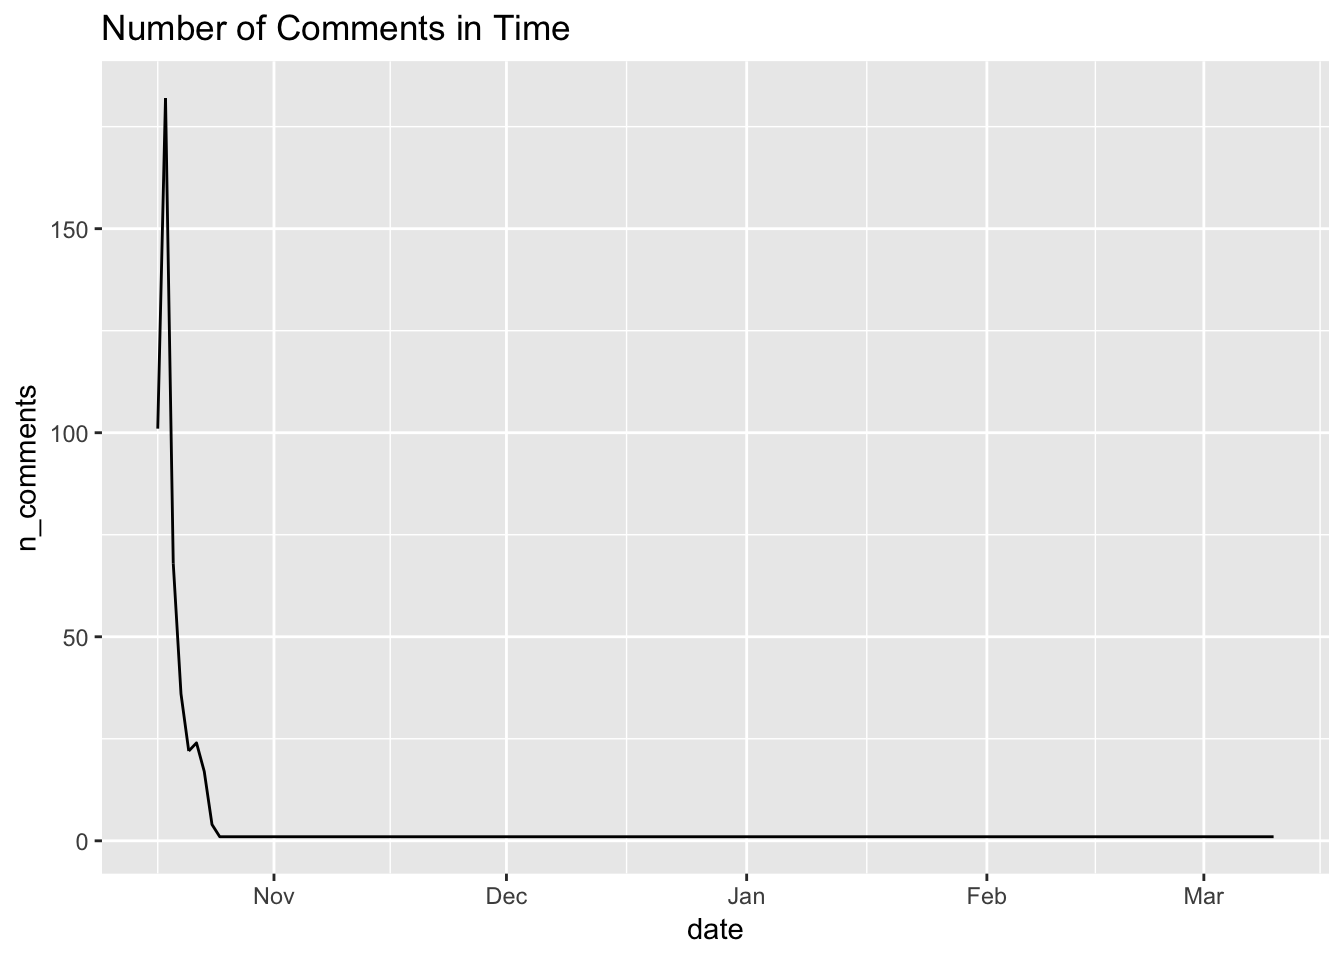 Number of Comments in Time
150
100
50
0
n_comments
Nov Dec Jan Feb Mar
date